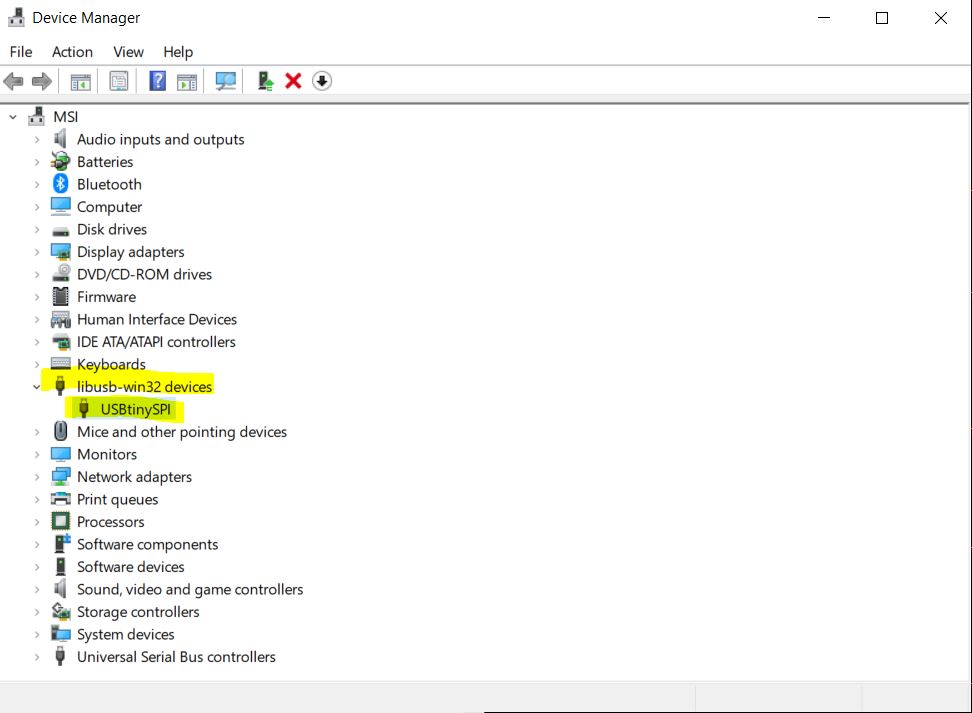 Device Manager
File Action View Help
MSI
Audio inputs and outputs
Batteries
Bluetooth
Computer
Disk drives
Display adapters
DVD/CD-ROM drives
Firmware
Human Interface Devices
IDE ATA/ATAPI controllers
Keyboards
libusb-win32 devices
USBtinySPI
Mice and other pointing devices
Monitors
Network adapters
Print queues
Processors
Software components
Software devices
Sound, video and game controllers
Storage controllers
System devices
Universal Serial Bus controllers